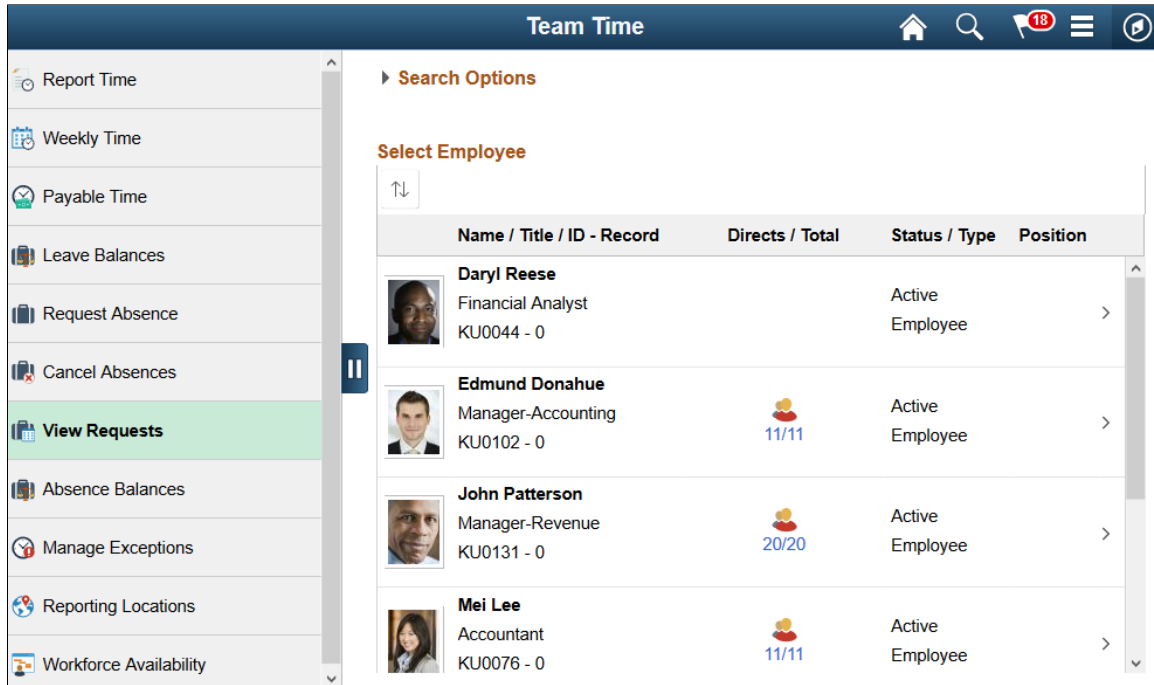 Team Time
18
Report Time
Weekly Time
Payable Time
Leave Balances
Request Absence
Cancel Absences
View Requests
Absence Balances
Manage Exceptions
Reporting Locations
Workforce Availability
Search Options
Select Employee
Name / Title / ID - Record Directs / Total Status / Type Position
Daryl Reese
Financial Analyst
KU0044 - 0
Active
Employee
Edmund Donahue
Manager-Accounting
KU0102 - 0
11/11
Active
Employee
John Patterson
Manager-Revenue
KU0131 - 0
20/20
Active
Employee
Mei Lee
Accountant
KU0076 - 0
11/11
Active
Employee